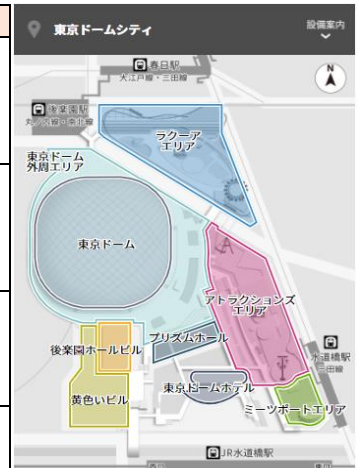 東京ドームシティ
設備案内
N
春日駅
大江戸線・三田線
後楽園駅
丸ノ内線・南北線
ラクーア
エリア
東京ドーム
外周エリア
東京ドーム
アトラクションズ
エリア
プリズムホール
後楽園ホールビル
水道橋駅
三田線
東京ドームホテル
黄色いビル
ミーツポートエリア
JR水道橋駅